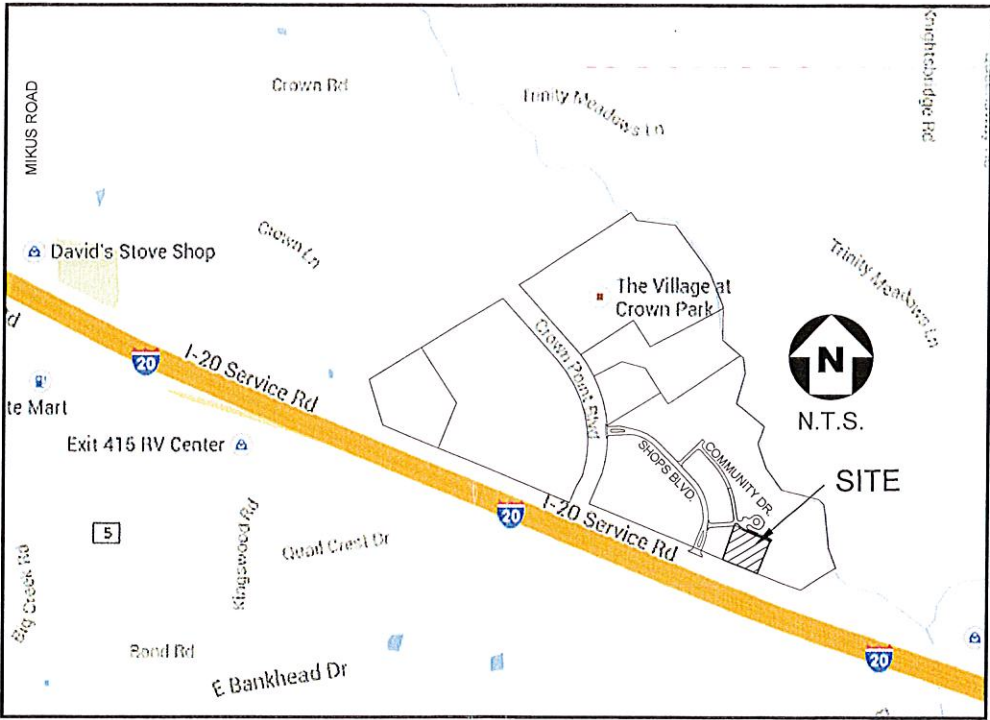 Crown Rd
Knightsbridge Rd
Trinity Meadows Ln
MIKUS ROAD
David's Stove Shop
Crown Ln
Trinity Meadows Ln
The Village at
Crown Park
N
N.T.S.
Crown Point Blvd
20
I-20 Service Rd
te Mart
Exit 415 RV Center
SHOPS BLVD.
COMMUNITY DR.
SITE
20
I-20 Service Rd
5
Kingswood Rd
Quail Crest Dr
Big Creek Rd
Bond Rd
E Bankhead Dr
20